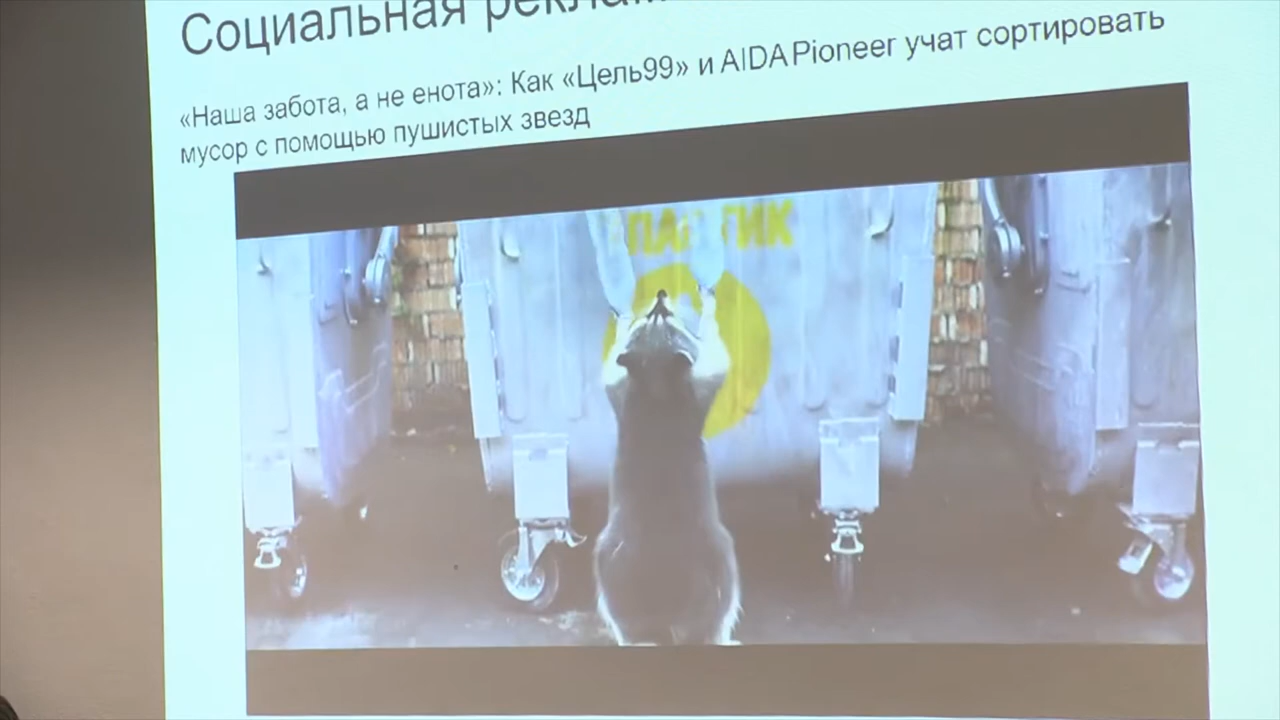 Социальная реклам
«Наша забота, а не енота»: Как «Цель99» и AIDA Pioneer учат сортировать
мусор с помощью пушистых звезд
ПЛАСТИК